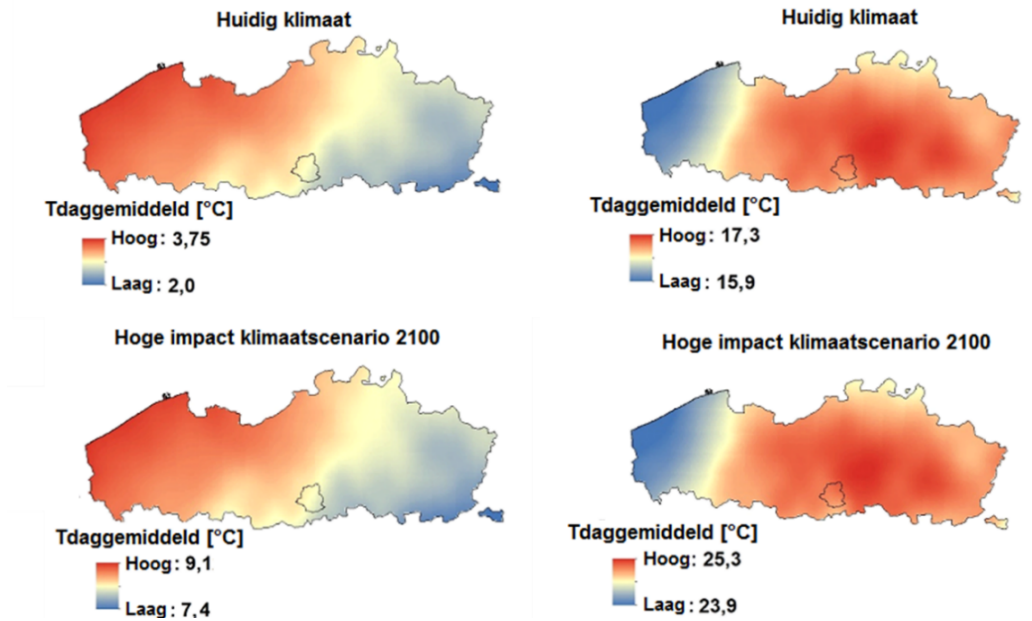 Huidig klimaat
Tdaggemiddeld [°C]
Hoog: 3,75
Laag: 2,0
Huidig klimaat
Tdaggemiddeld [°C]
Hoog: 17,3
Laag: 15,9
Hoge impact klimaatscenario 2100
Tdaggemiddeld [°C]
Hoog: 9,1
Laag: 7,4
Hoge impact klimaatscenario 2100
Tdaggemiddeld [°C]
Hoog: 25,3
Laag: 23,9